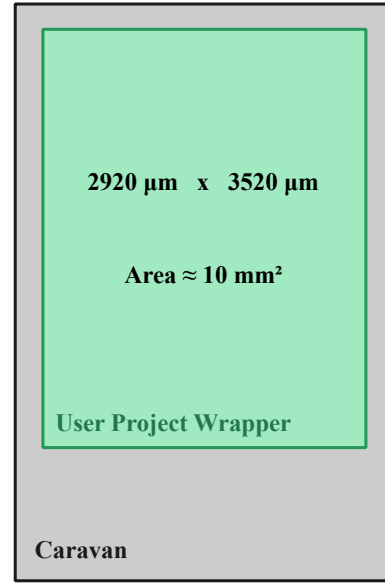 2920 μm x 3520 μm
Area ≈ 10 mm²
User Project Wrapper
Caravan